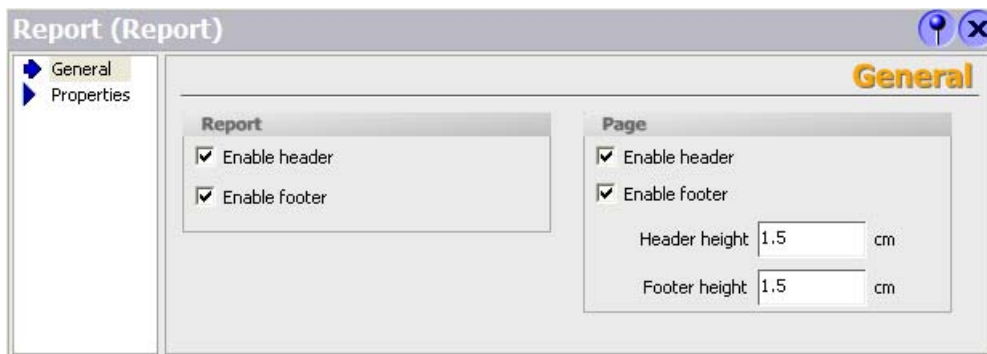 Report (Report)
General
Properties
General
Report
Enable header
Enable footer
Page
Enable header
Enable footer
Header height 1.5 cm
Footer height 1.5 cm